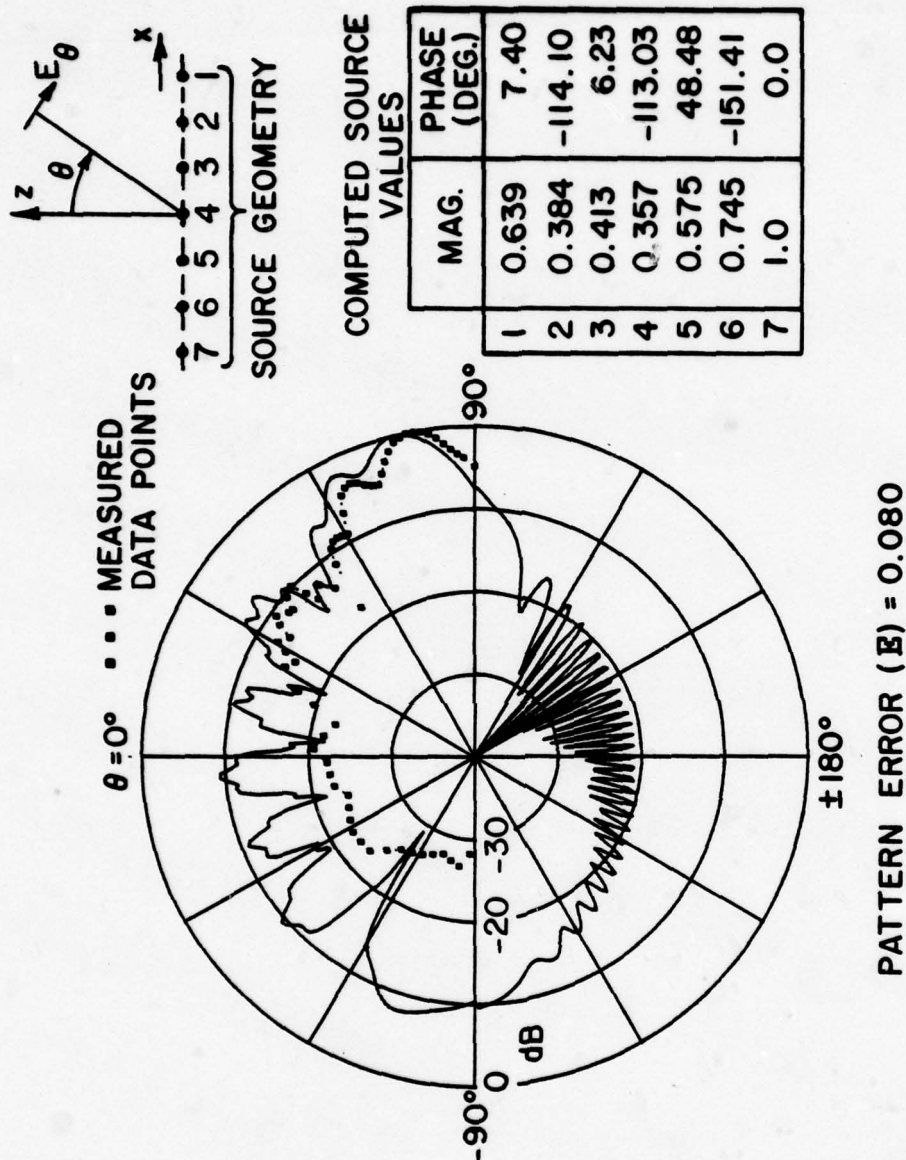 • • • MEASURED
DATA POINTS
θ = 0°
90°
-90°
±180°
-30
-20
0
dB
z
θ
E_θ
x
7 6 5 4 3 2 1
SOURCE GEOMETRY
COMPUTED SOURCE
VALUES
MAG. PHASE
(DEG.)
1 0.639 7.40
2 0.384 -114.10
3 0.413 6.23
4 0.357 -113.03
5 0.575 48.48
6 0.745 -151.41
7 1.0 0.0
PATTERN ERROR (E) = 0.080